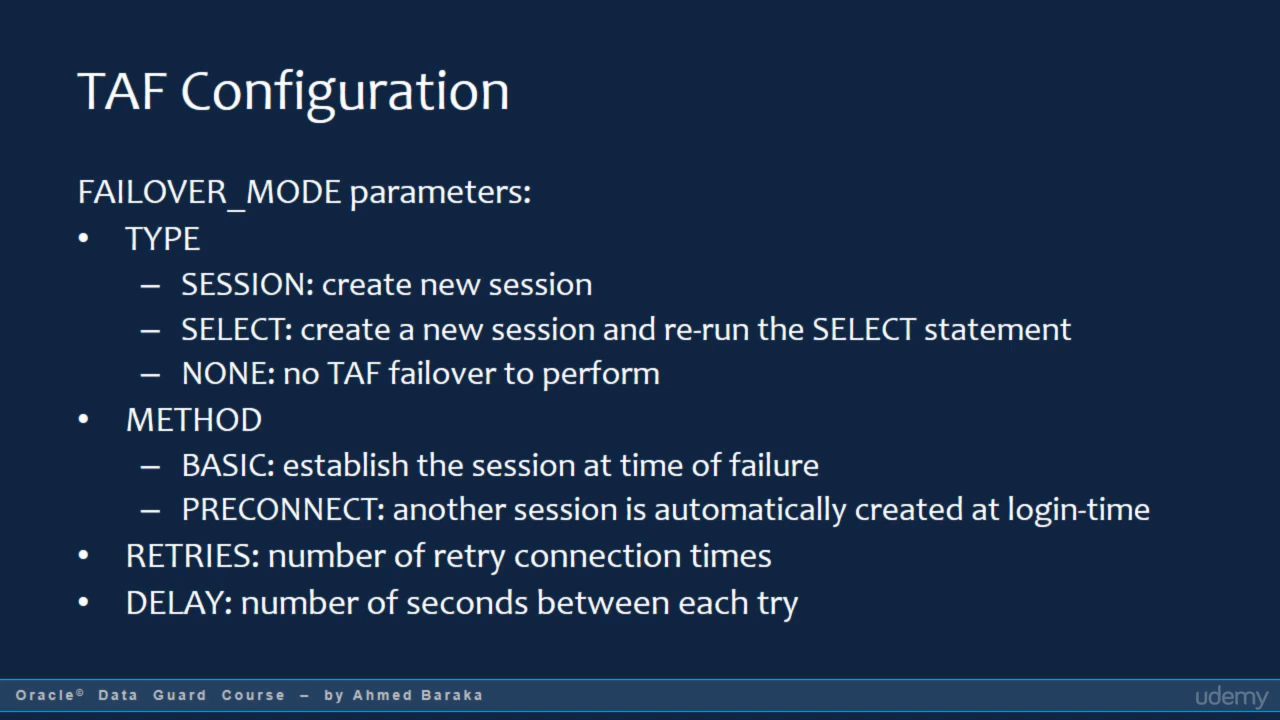 TAF Configuration
FAILOVER_MODE parameters:
• TYPE
– SESSION: create new session
– SELECT: create a new session and re-run the SELECT statement
– NONE: no TAF failover to perform
• METHOD
– BASIC: establish the session at time of failure
– PRECONNECT: another session is automatically created at login-time
• RETRIES: number of retry connection times
• DELAY: number of seconds between each try
Oracle© Data Guard Course – by Ahmed Baraka
udemy